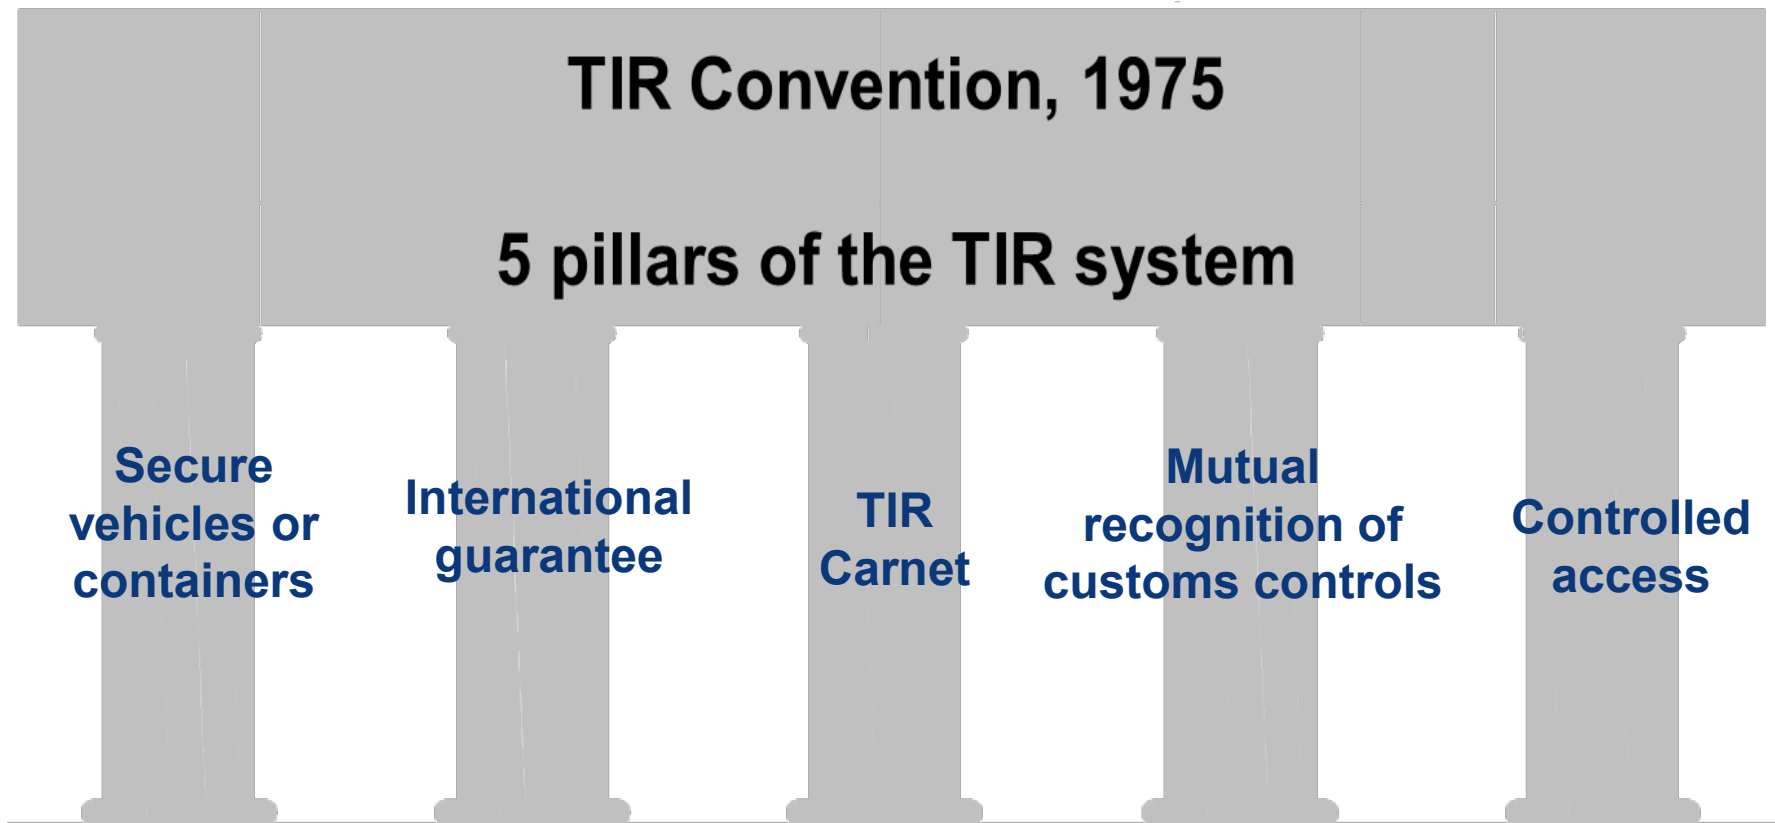 TIR Convention, 1975
5 pillars of the TIR system
Secure
vehicles or
containers
International
guarantee
TIR
Carnet
Mutual
recognition of
customs controls
Controlled
access